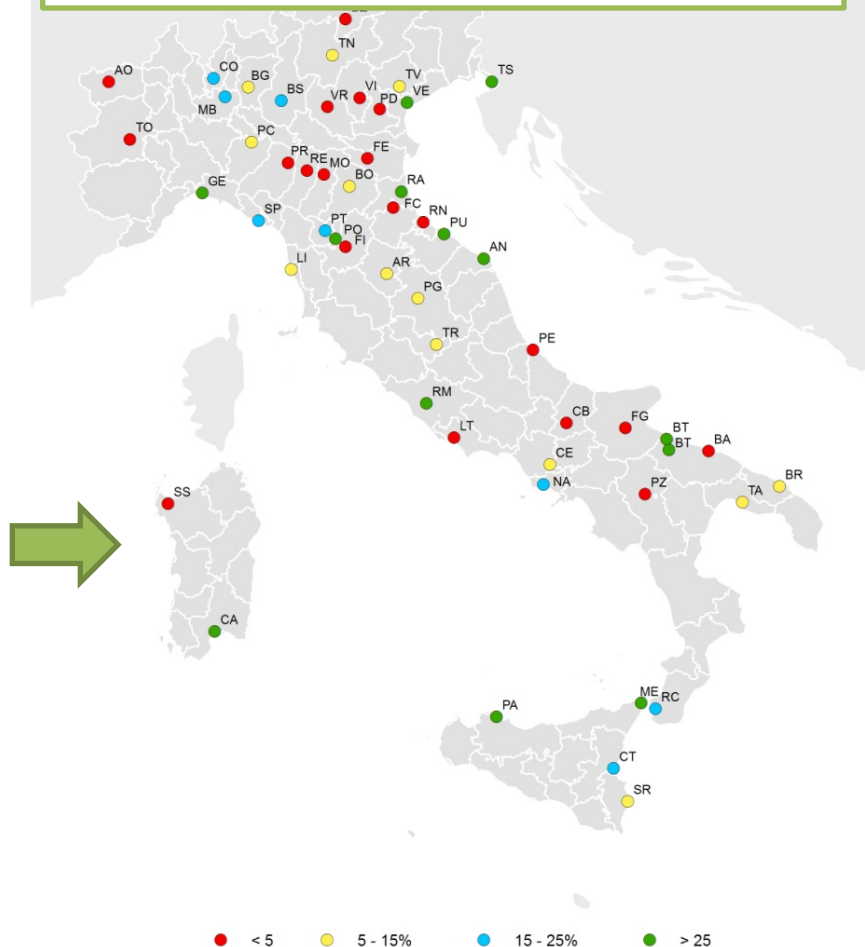 TN
AO
CO
BG
BS
VR
VI
TV
TS
MB
PD
VE
TO
PC
PR
RE
MO
FE
BO
GE
RA
FC
RN
SP
PT
PO
FI
PU
LI
AR
AN
PG
TR
PE
RM
LT
CB
FG
BT
BT
BA
CE
NA
PZ
TA
BR
SS
CA
PA
ME
RC
CT
SR
< 5
5 - 15%
15 - 25%
> 25